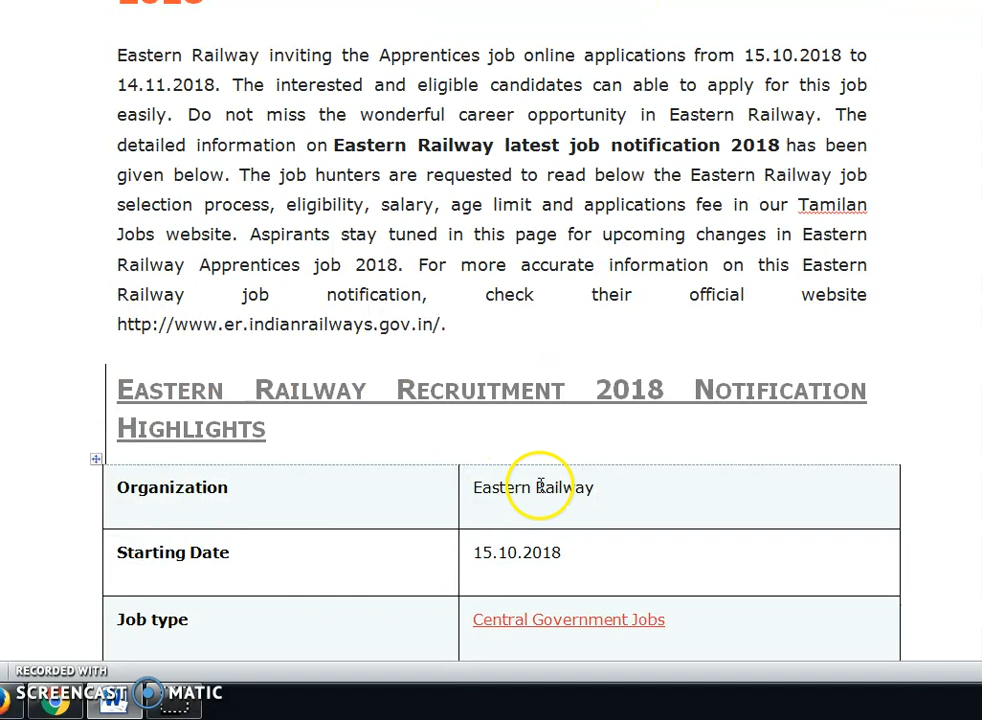 Eastern Railway inviting the Apprentices job online applications from 15.10.2018 to
14.11.2018. The interested and eligible candidates can able to apply for this job
easily. Do not miss the wonderful career opportunity in Eastern Railway. The
detailed information on Eastern Railway latest job notification 2018 has been
given below. The job hunters are requested to read below the Eastern Railway job
selection process, eligibility, salary, age limit and applications fee in our Tamilan
Jobs website. Aspirants stay tuned in this page for upcoming changes in Eastern
Railway Apprentices job 2018. For more accurate information on this Eastern
Railway job notification, check their official website
http://www.er.indianrailways.gov.in/.
EASTERN RAILWAY RECRUITMENT 2018 NOTIFICATION
HIGHLIGHTS
Organization Eastern Railway
Starting Date 15.10.2018
Job type Central Government Jobs
RECORDED WITH
SCREENCAST MATIC